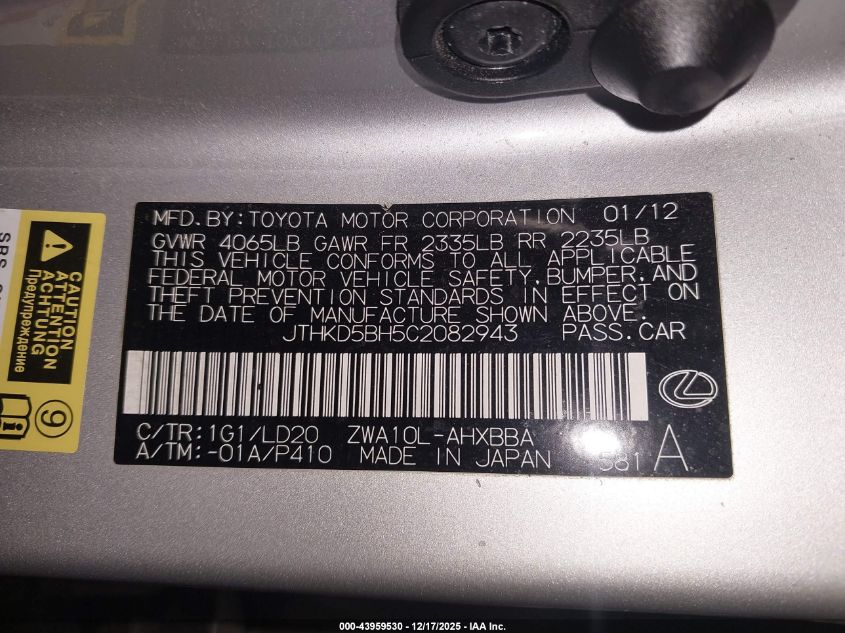 MFD. BY: TOYOTA MOTOR CORPORATION 01/12
GVWR 4065LB GAWR FR 2335LB RR 2235LB
THIS VEHICLE CONFORMS TO ALL APPLICABLE
FEDERAL MOTOR VEHICLE SAFETY, BUMPER, AND
THEFT PREVENTION STANDARDS IN EFFECT ON
THE DATE OF MANUFACTURE SHOWN ABOVE.
JTHKD5BH5C2082943 PASS. CAR
C/TR: 1G1/LD20 ZWA10L-AHXBBA
A/TM: -01A/P410 MADE IN JAPAN 581 A
CAUTION
ATTENTION
ACHTUNG
Предупреждение
9
000-43959530 - 12/17/2025 - IAA Inc.